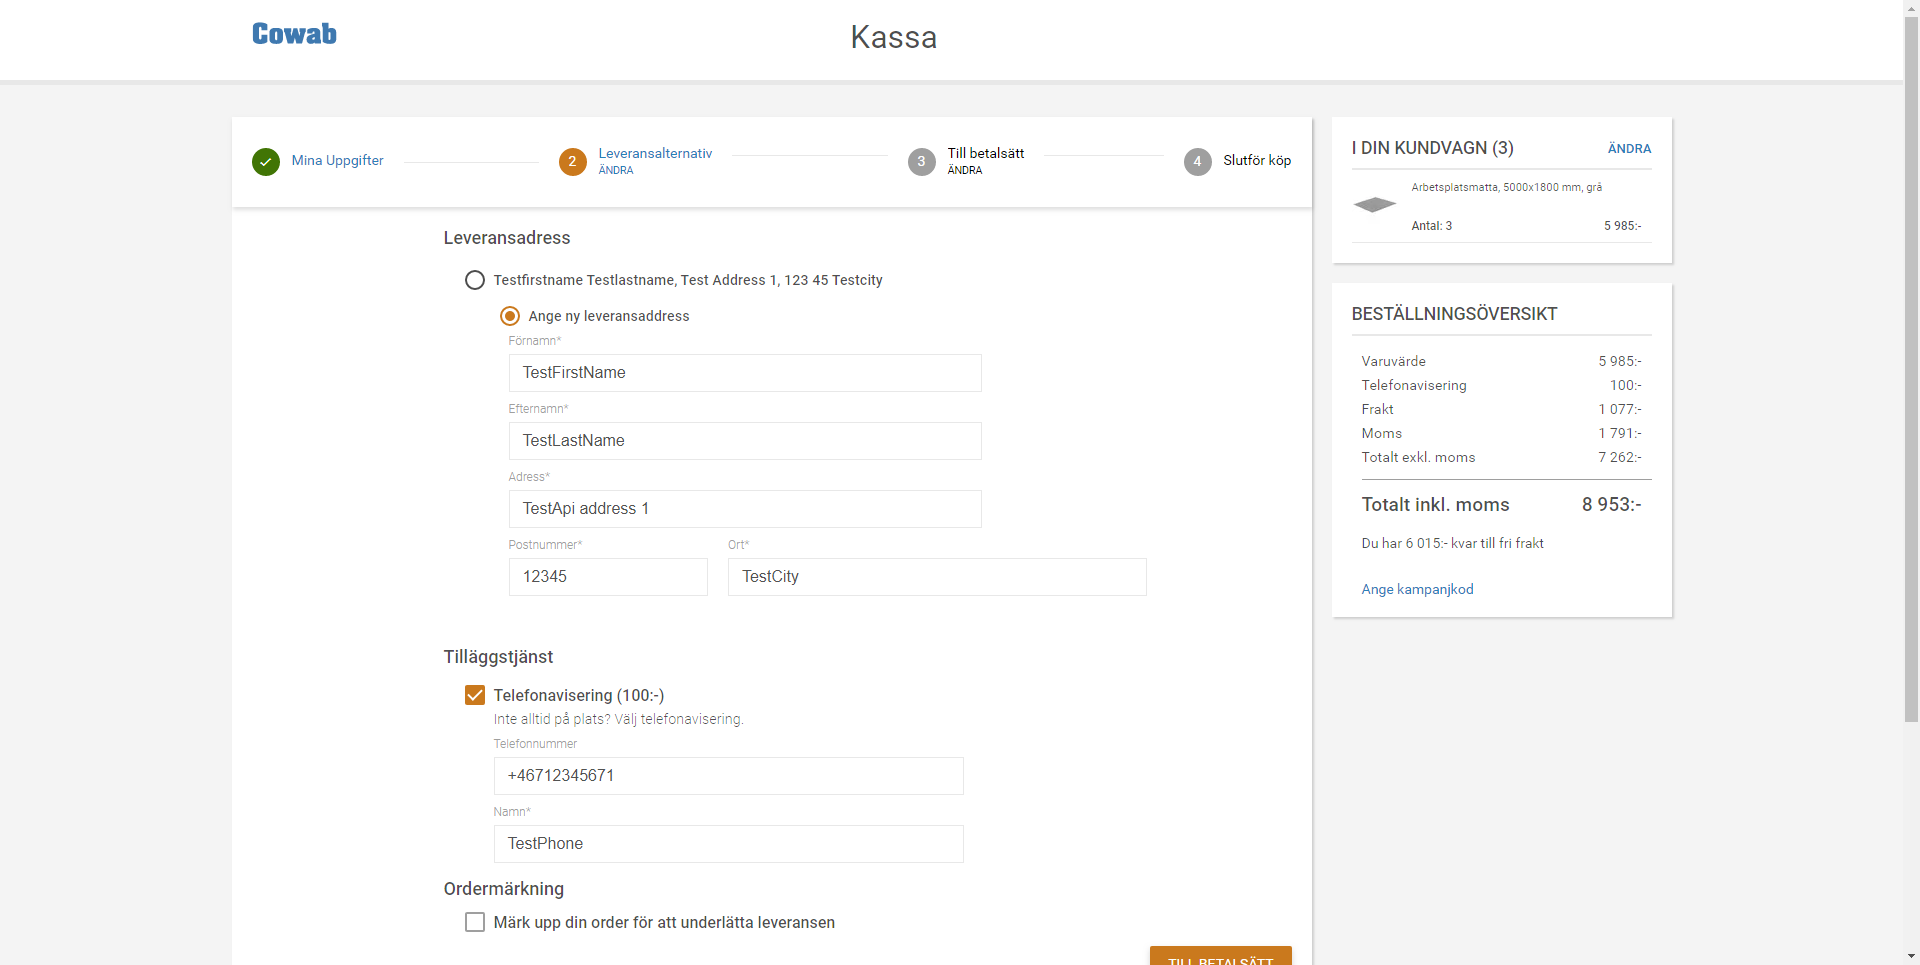 Cowab
Kassa
Mina Uppgifter
2
Leveransalternativ
ÄNDRA
3
Till betalsätt
ÄNDRA
4
Slutför köp
Leveransadress
Testfirstname Testlastname, Test Address 1, 123 45 Testcity
Ange ny leveransaddress
Förnamn*
TestFirstName
Efternamn*
TestLastName
Adress*
TestApi address 1
Postnummer* Ort*
12345 TestCity
Tilläggstjänst
Telefonavisering (100:-)
Inte alltid på plats? Välj telefonavisering.
Telefonnummer
+46712345671
Namn*
TestPhone
Ordermärkning
Märk upp din order för att underlätta leveransen
TILL BETALSÄTT
I DIN KUNDVAGN (3) ÄNDRA
Arbetsplatsmatta, 5000x1800 mm, grå
Antal: 3 5 985:-
BESTÄLLNINGSÖVERSIKT
Varuvärde 5 985:-
Telefonavisering 100:-
Frakt 1 077:-
Moms 1 791:-
Totalt exkl. moms 7 262:-
Totalt inkl. moms 8 953:-
Du har 6 015:- kvar till fri frakt
Ange kampanjkod